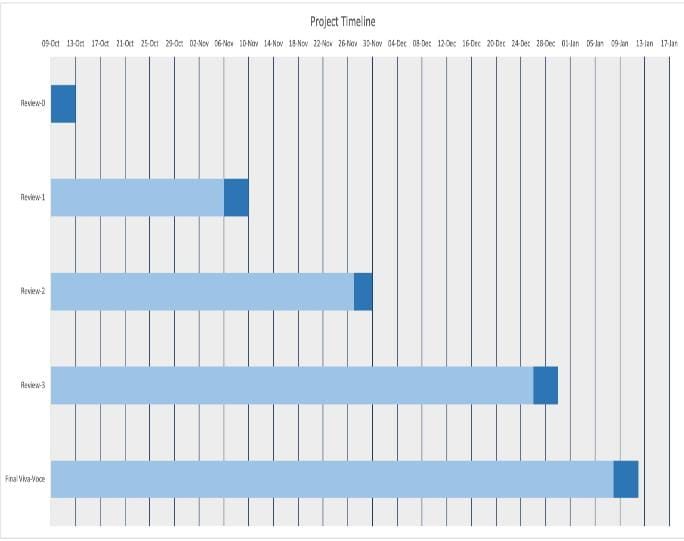 Project Timeline
09-Oct 13-Oct 17-Oct 21-Oct 25-Oct 29-Oct 02-Nov 06-Nov 10-Nov 14-Nov 18-Nov 22-Nov 26-Nov 30-Nov 04-Dec 08-Dec 12-Dec 16-Dec 20-Dec 24-Dec 28-Dec 01-Jan 05-Jan 09-Jan 13-Jan 17-Jan
Review-0
Review-1
Review-2
Review-3
Final Viva-Voce